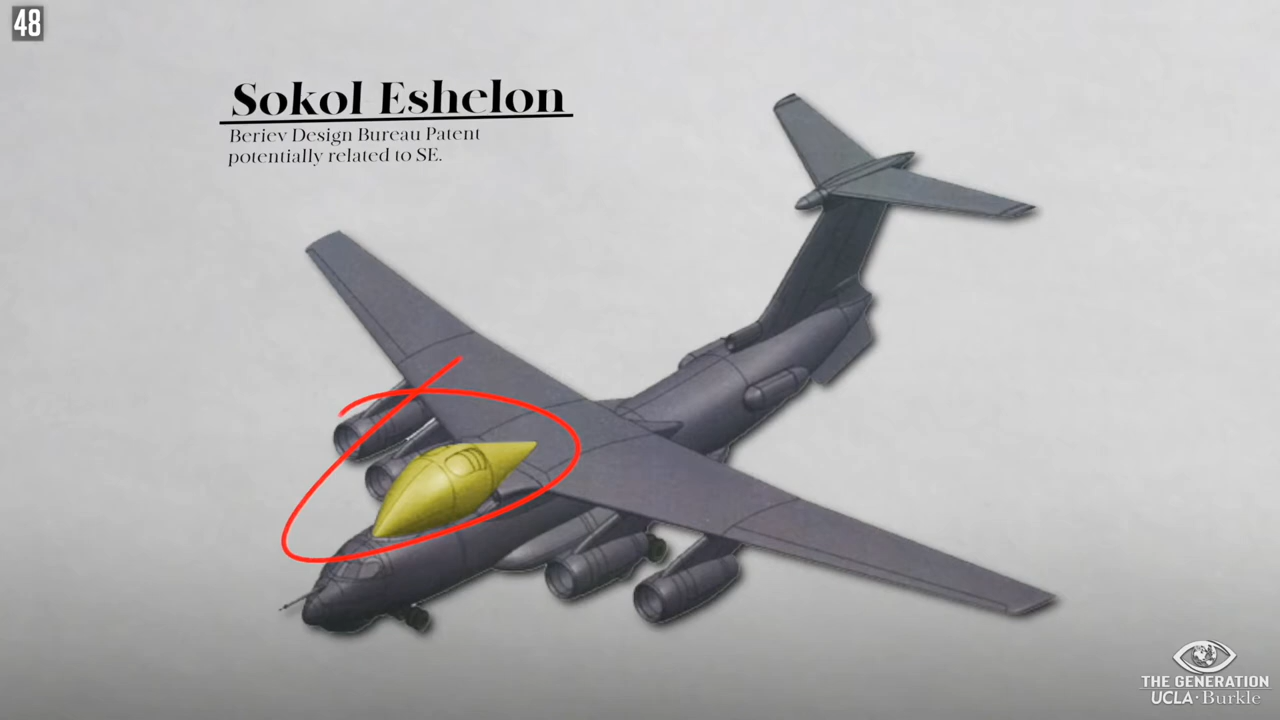 48
Sokol Eshelon
Beriev Design Bureau Patent
potentially related to SE.
THE GENERATION
UCLA·Burkle